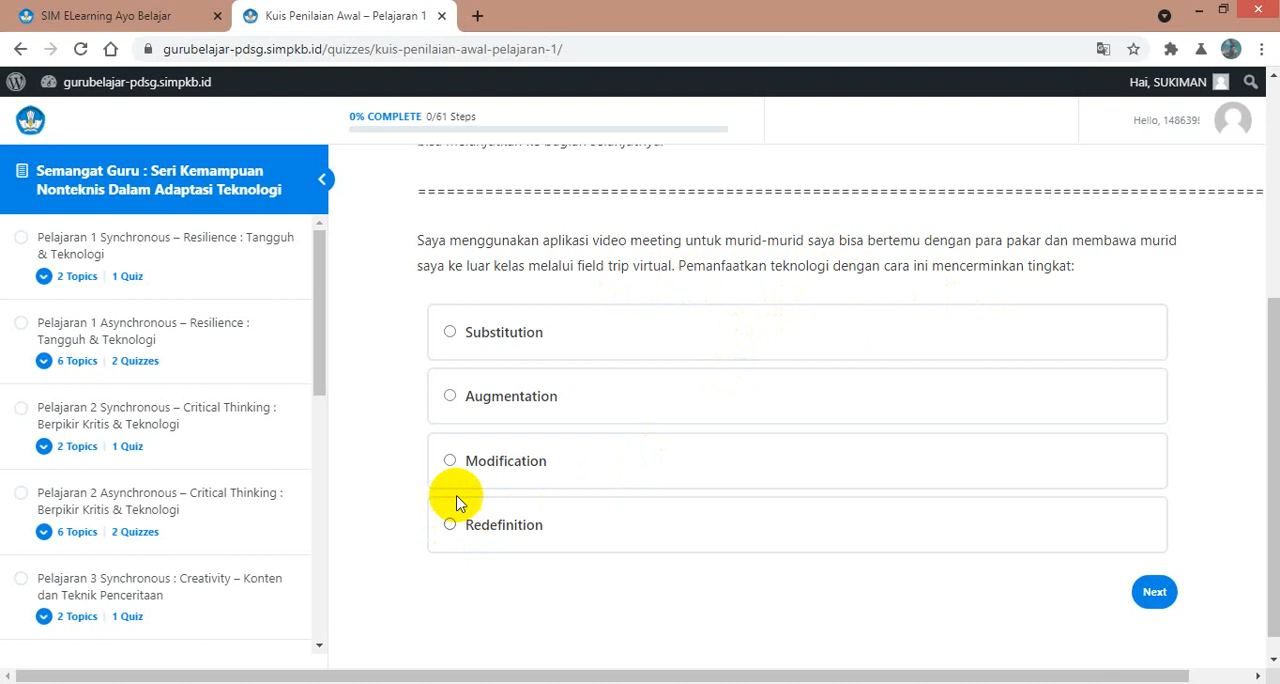 SIM ELearning Ayo Belajar
Kuis Penilaian Awal – Pelajaran 1
gurubelajar-pdsg.simpkb.id/quizzes/kuis-penilaian-awal-pelajaran-1/
gurubelajar-pdsg.simpkb.id
Hai, SUKIMAN
0% COMPLETE 0/61 Steps
Hello, 148639!
Semangat Guru : Seri Kemampuan
Nonteknis Dalam Adaptasi Teknologi
Pelajaran 1 Synchronous – Resilience : Tangguh
& Teknologi
2 Topics | 1 Quiz
Pelajaran 1 Asynchronous – Resilience :
Tangguh & Teknologi
6 Topics | 2 Quizzes
Pelajaran 2 Synchronous – Critical Thinking :
Berpikir Kritis & Teknologi
2 Topics | 1 Quiz
Pelajaran 2 Asynchronous – Critical Thinking :
Berpikir Kritis & Teknologi
6 Topics | 2 Quizzes
Pelajaran 3 Synchronous : Creativity – Konten
dan Teknik Penceritaan
2 Topics | 1 Quiz
bisa melanjutkan ke bagian selanjutnya.
================================================================================
Saya menggunakan aplikasi video meeting untuk murid-murid saya bisa bertemu dengan para pakar dan membawa murid
saya ke luar kelas melalui field trip virtual. Pemanfaatkan teknologi dengan cara ini mencerminkan tingkat:
Substitution
Augmentation
Modification
Redefinition
Next